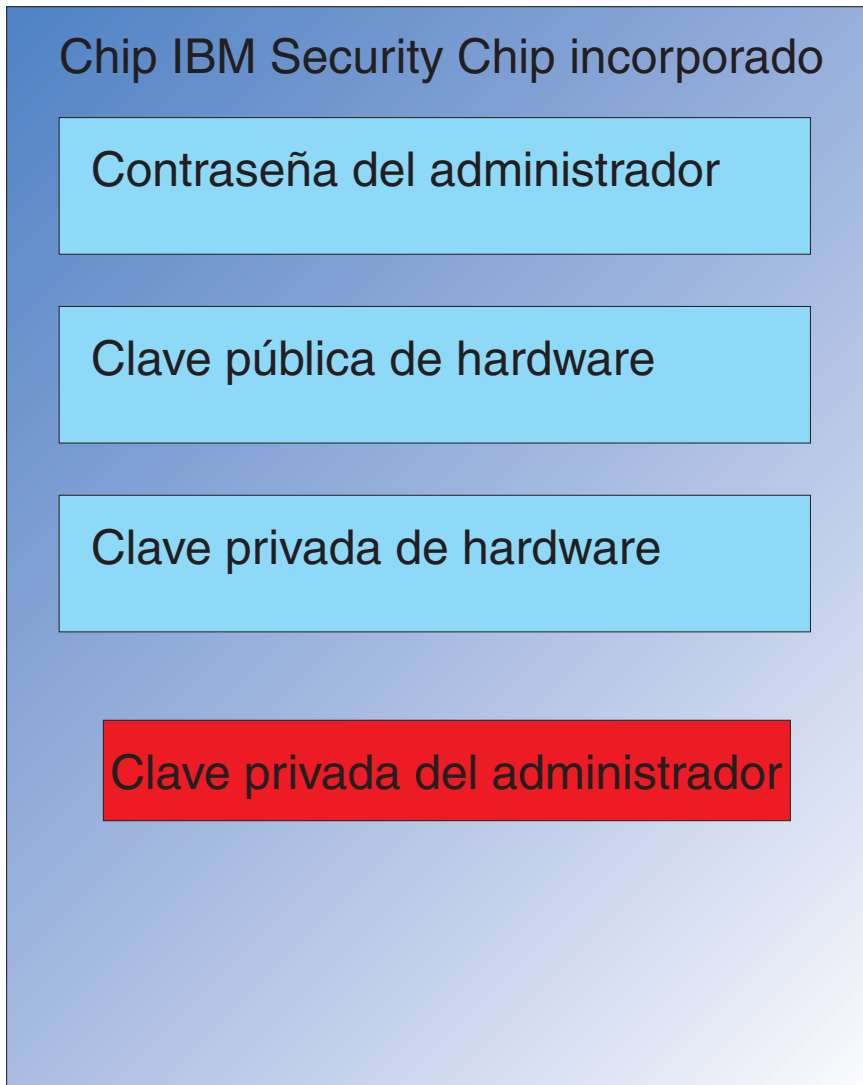 Chip IBM Security Chip incorporado
Contraseña del administrador
Clave pública de hardware
Clave privada de hardware
Clave privada del administrador